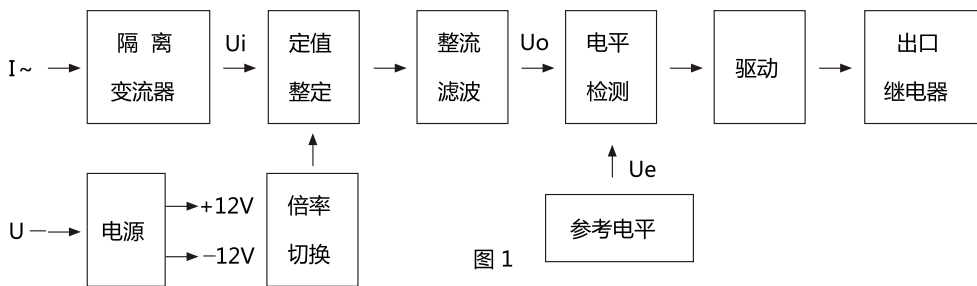 I~
隔 离
变流器
Ui
定值
整定
整流
滤波
Uo
电平
检测
驱动
出口
继电器
Ue
U
电源
+12V
−12V
倍率
切换
参考电平
图 1